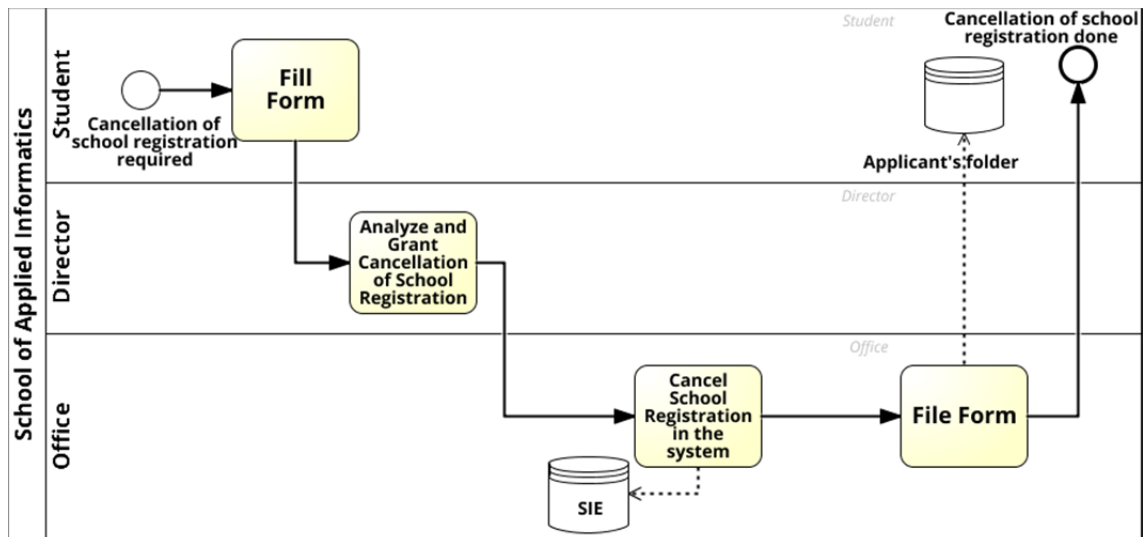 School of Applied Informatics
Student
Student
Cancellation of
school registration
required
Fill
Form
Applicant's folder
Cancellation of school
registration done
Director
Director
Analyze and
Grant
Cancellation
of School
Registration
Office
Office
Cancel
School
Registration
in the
system
SIE
File Form